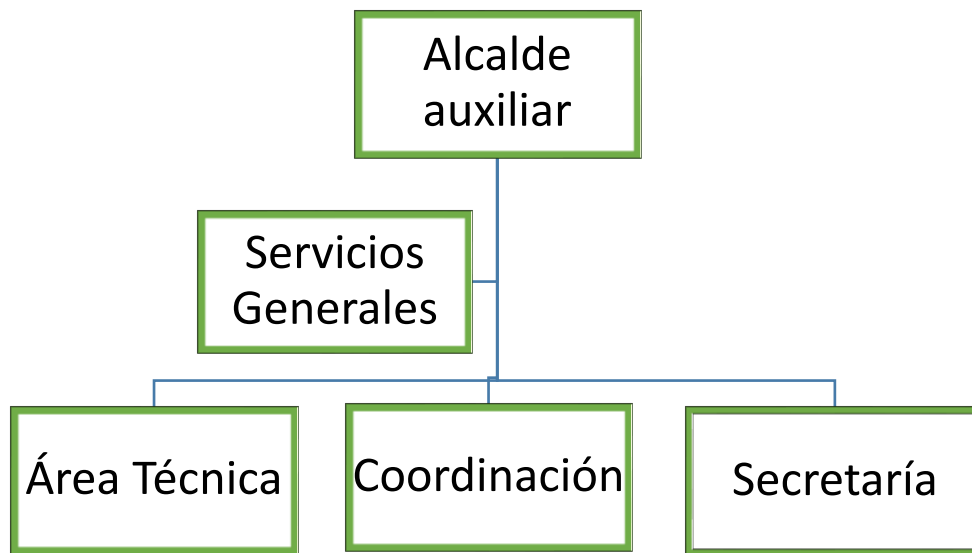 Alcalde
auxiliar
Servicios
Generales
Área Técnica
Coordinación
Secretaría